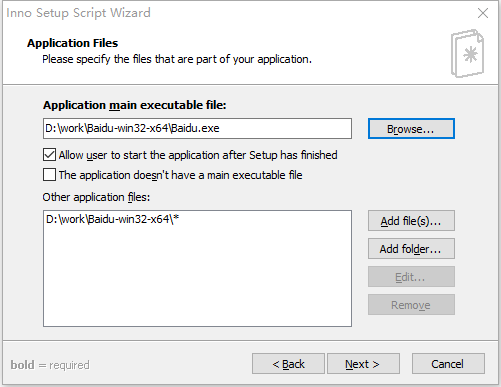 Inno Setup Script Wizard
Application Files
Please specify the files that are part of your application.
Application main executable file:
D:\work\Baidu-win32-x64\Baidu.exe
Browse...
Allow user to start the application after Setup has finished
The application doesn't have a main executable file
Other application files:
D:\work\Baidu-win32-x64\*
Add file(s)...
Add folder...
Edit...
Remove
bold = required
< Back
Next >
Cancel